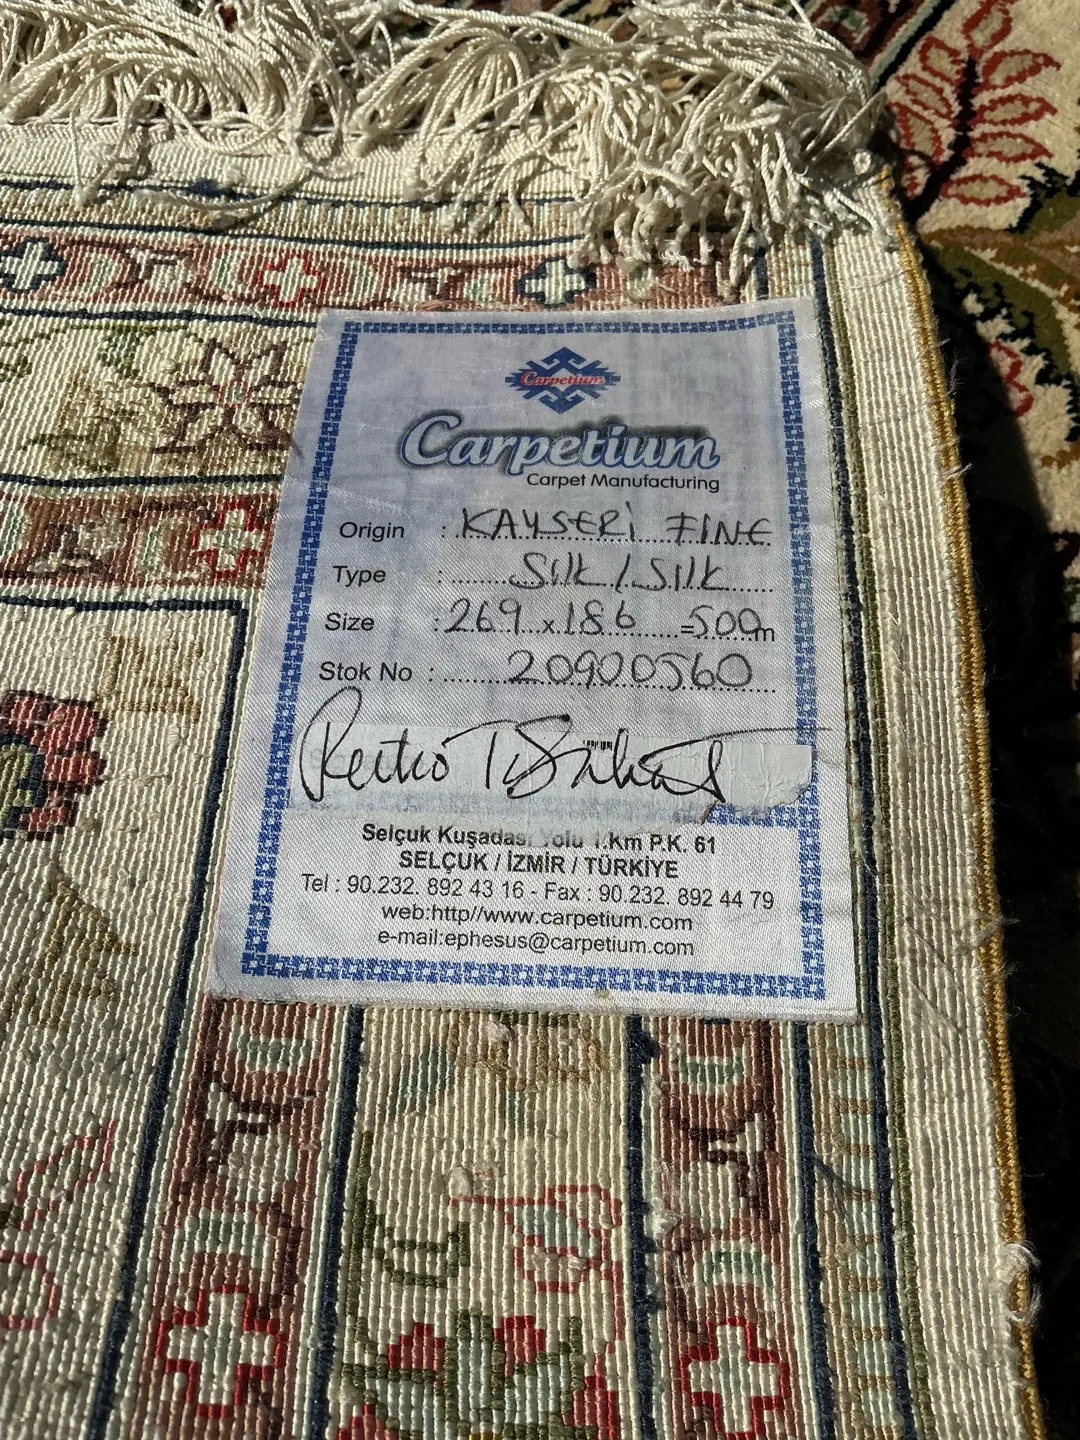 Carpetium
Carpetium
Carpet Manufacturing
Origin : KAYSERİ FINE
Type : Silk / Silk
Size : 269 x 186 =500m
Stok No : 20900560
Selçuk Kuşadası Yolu 1.Km P.K. 61
SELÇUK / İZMİR / TÜRKİYE
Tel : 90.232. 892 43 16 - Fax : 90.232. 892 44 79
web:http//www.carpetium.com
e-mail:ephesus@carpetium.com